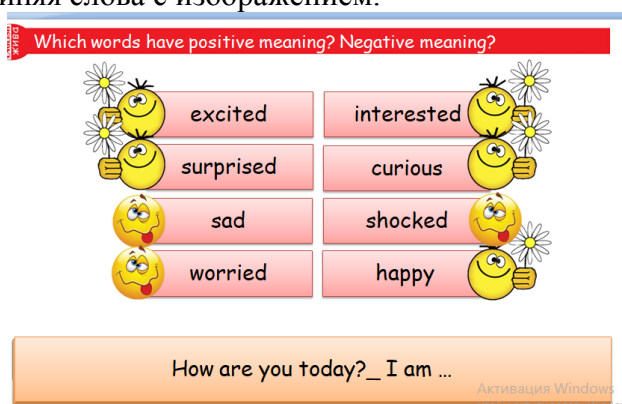 иняя слова с изображением.
Which words have positive meaning? Negative meaning?
excited interested
surprised curious
sad shocked
worried happy
How are you today?_ I am ...
Активация Windows